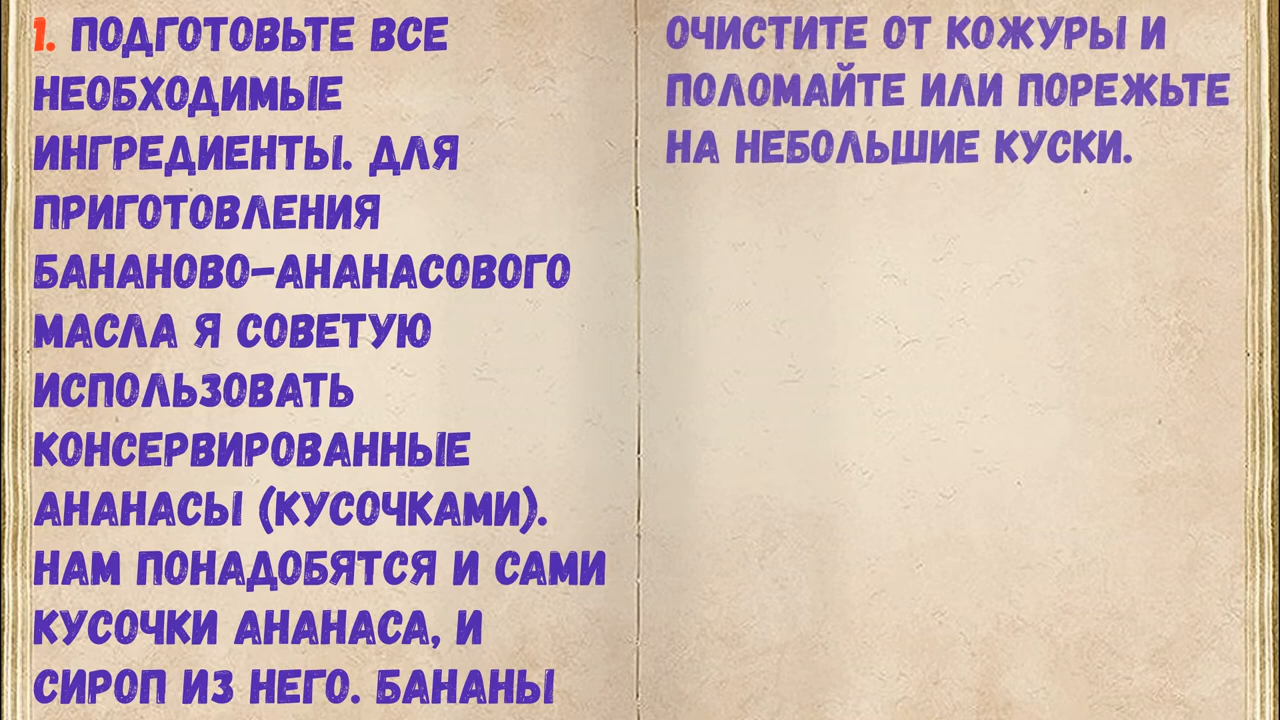 1. ПОДГОТОВЬТЕ ВСЕ
НЕОБХОДИМЫЕ
ИНГРЕДИЕНТЫ. ДЛЯ
ПРИГОТОВЛЕНИЯ
БАНАНОВО-АНАНАСОВОГО
МАСЛА Я СОВЕТУЮ
ИСПОЛЬЗОВАТЬ
КОНСЕРВИРОВАННЫЕ
АНАНАСЫ (КУСОЧКАМИ).
НАМ ПОНАДОБЯТСЯ И САМИ
КУСОЧКИ АНАНАСА, И
СИРОП ИЗ НЕГО. БАНАНЫ
ОЧИСТИТЕ ОТ КОЖУРЫ И
ПОЛОМАЙТЕ ИЛИ ПОРЕЖЬТЕ
НА НЕБОЛЬШИЕ КУСКИ.